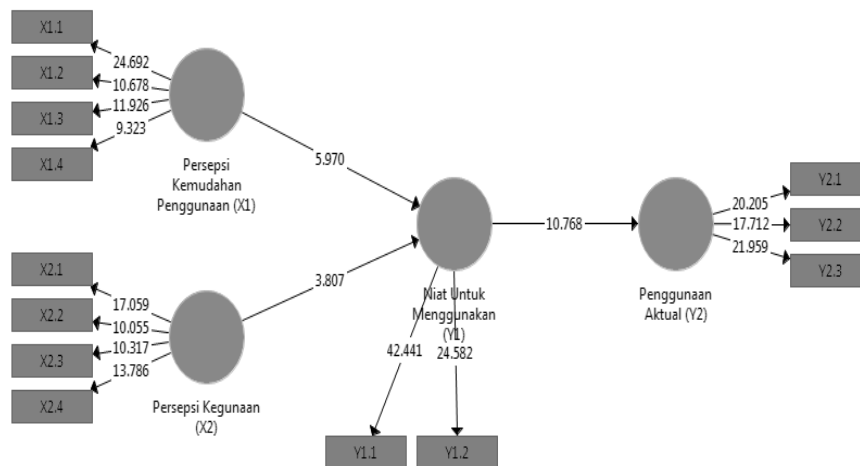 X1.1
X1.2
X1.3
X1.4
24.692
10.678
11.926
9.323
Persepsi
Kemudahan
Penggunaan (X1)
5.970
X2.1
X2.2
X2.3
X2.4
17.059
10.055
10.317
13.786
Persepsi Kegunaan
(X2)
3.807
Niat Untuk
Menggunakan
(Y1)
42.441
24.582
Y1.1
Y1.2
10.768
Penggunaan
Aktual (Y2)
20.205
17.712
21.959
Y2.1
Y2.2
Y2.3